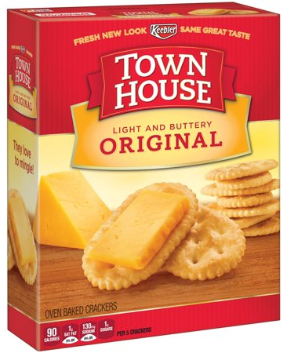 FRESH NEW LOOK Keebler SAME GREAT TASTE
TOWN
HOUSE
LIGHT AND BUTTERY
ORIGINAL
TOWN
HOUSE
ORIGINAL
They love
to mingle!
OVEN BAKED CRACKERS
90
CALORIES
1g
SAT FAT
130mg
SODIUM
1g
SUGARS
PER 5 CRACKERS